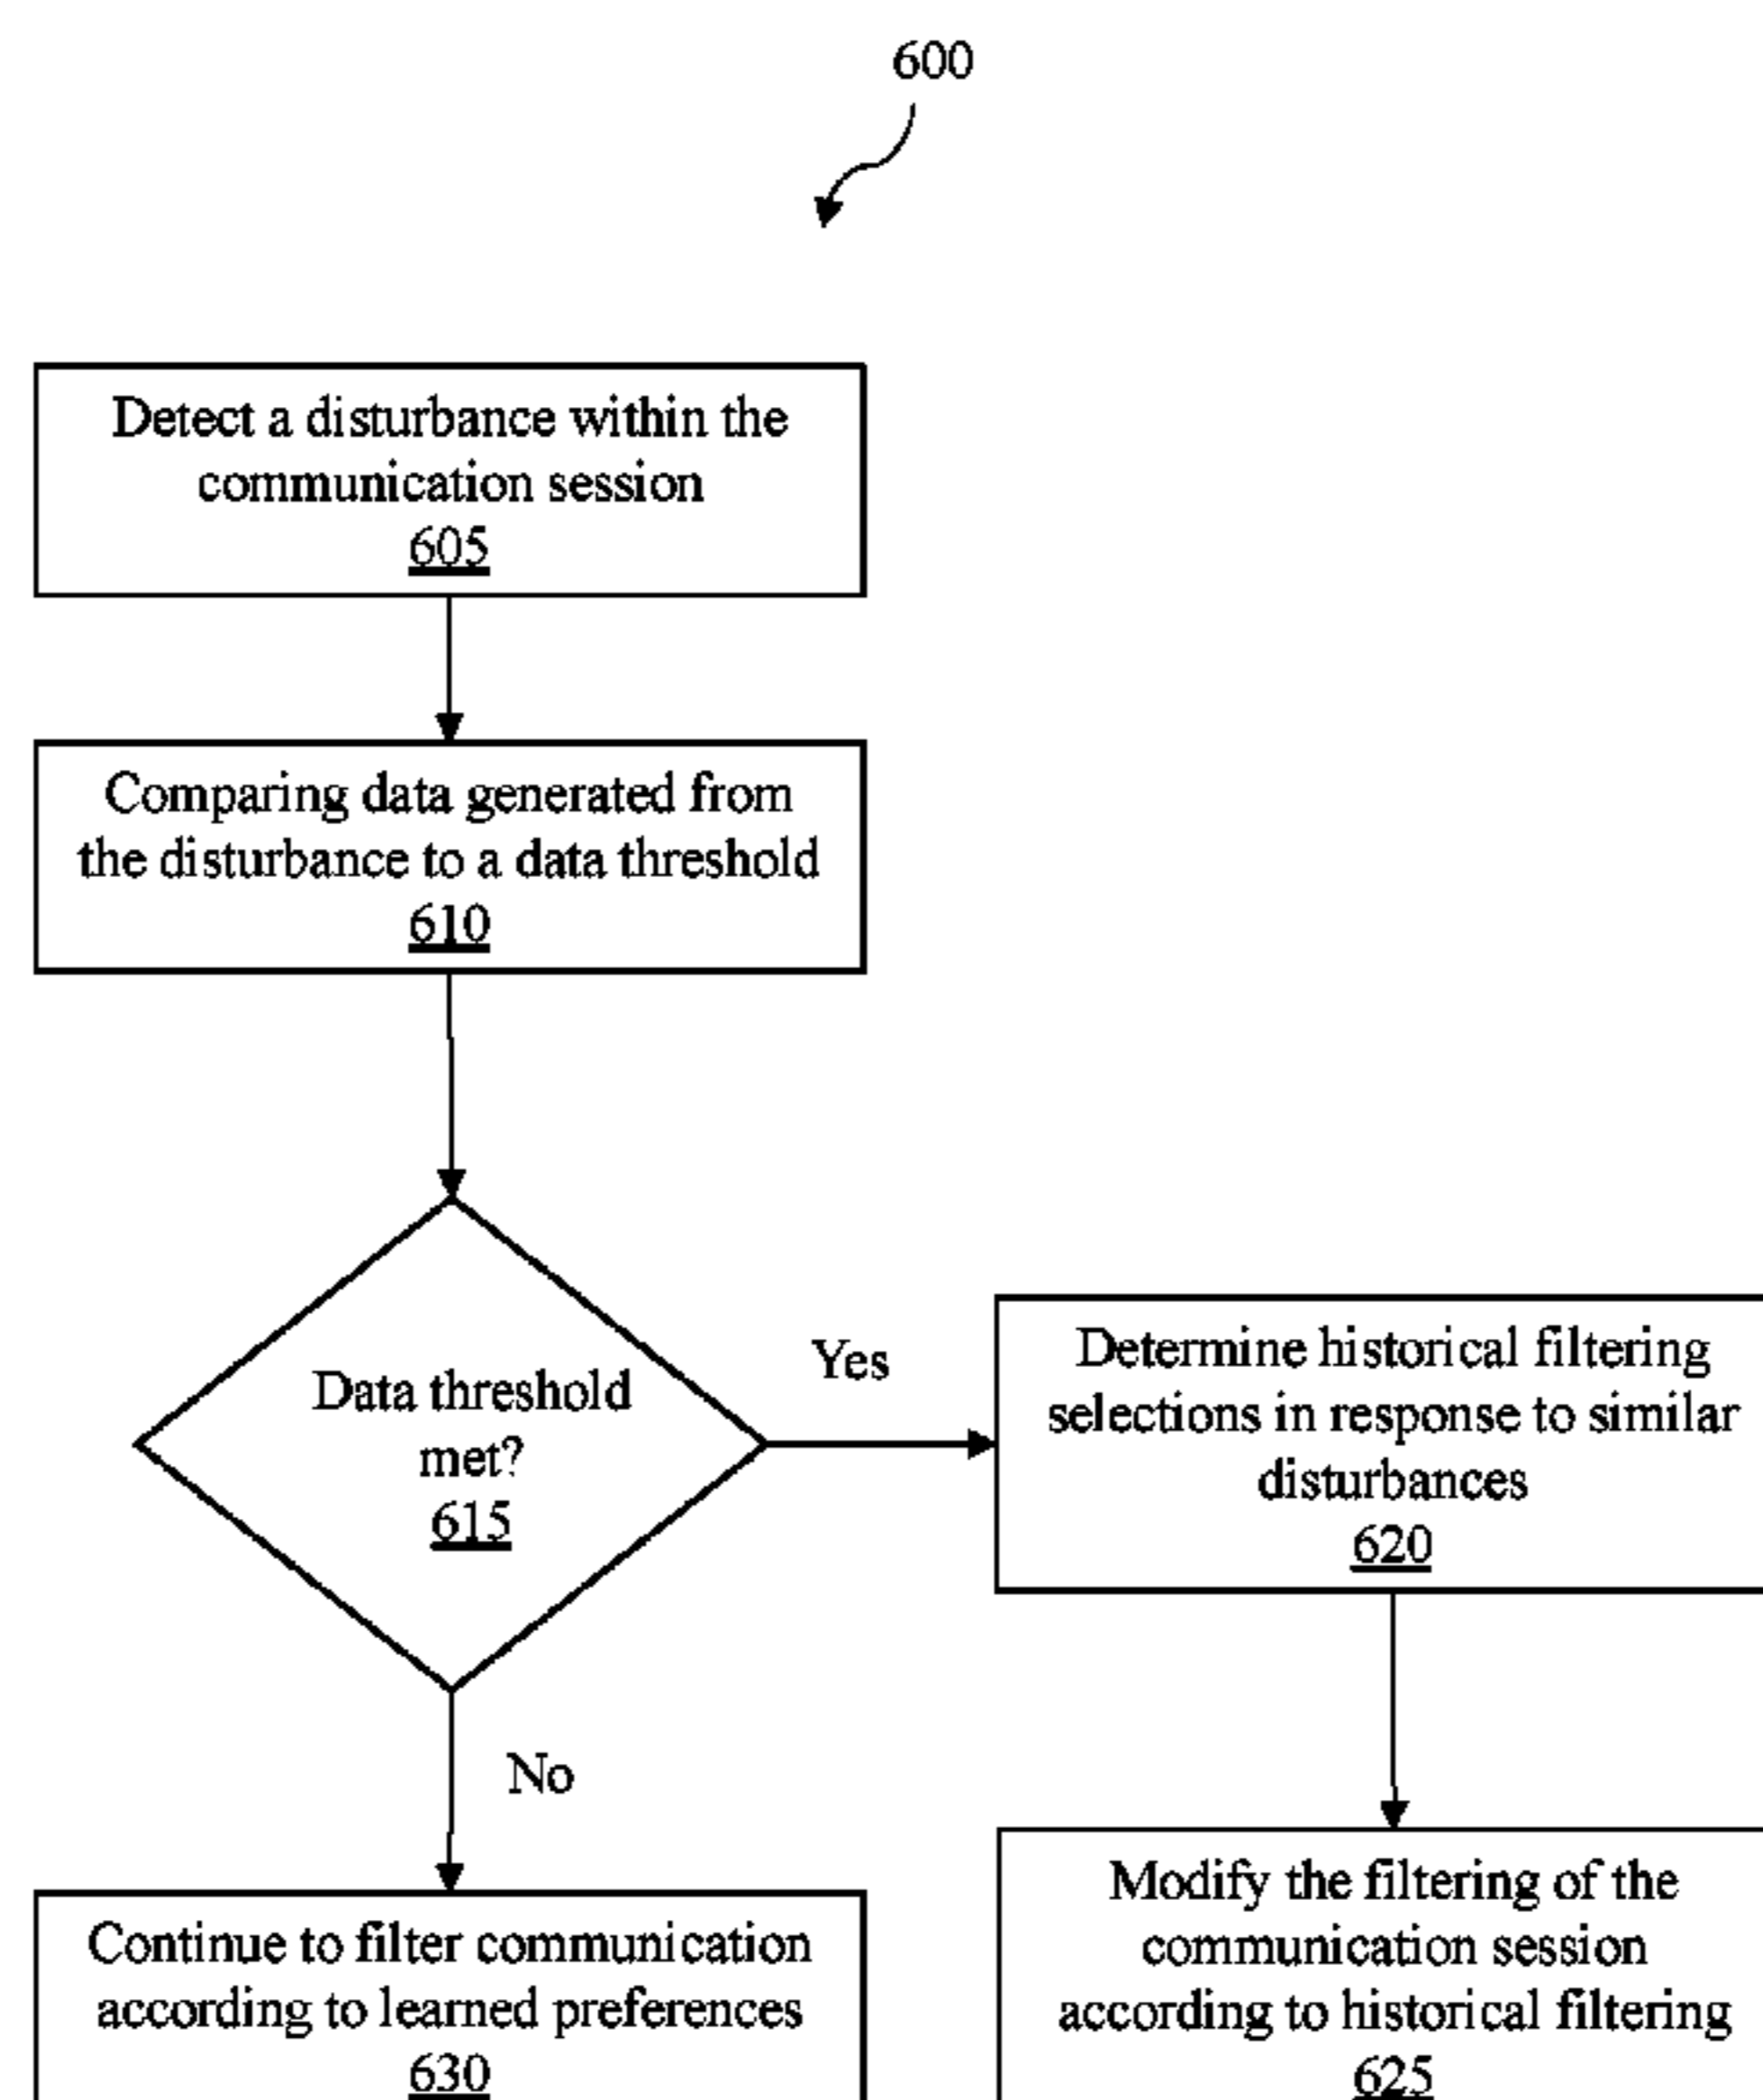 600
Detect a disturbance within the
communication session
605
Comparing data generated from
the disturbance to a data threshold
610
Data threshold
met?
615
Yes
Determine historical filtering
selections in response to similar
disturbances
620
No
Continue to filter communication
according to learned preferences
630
Modify the filtering of the
communication session
according to historical filtering
625